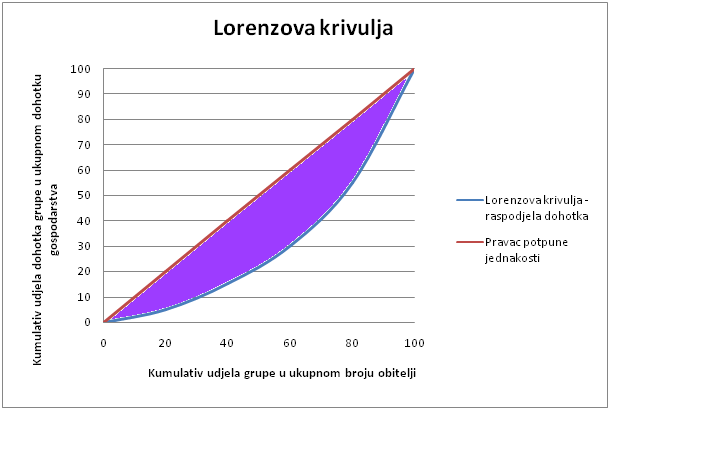 Lorenzova krivulja
Kumulativ udjela dohotka grupe u ukupnom dohotku
gospodarstva
100
90
80
70
60
50
40
30
20
10
0
0 20 40 60 80 100
Kumulativ udjela grupe u ukupnom broju obitelji
Lorenzova krivulja -
raspodjela dohotka
Pravac potpune
jednakosti